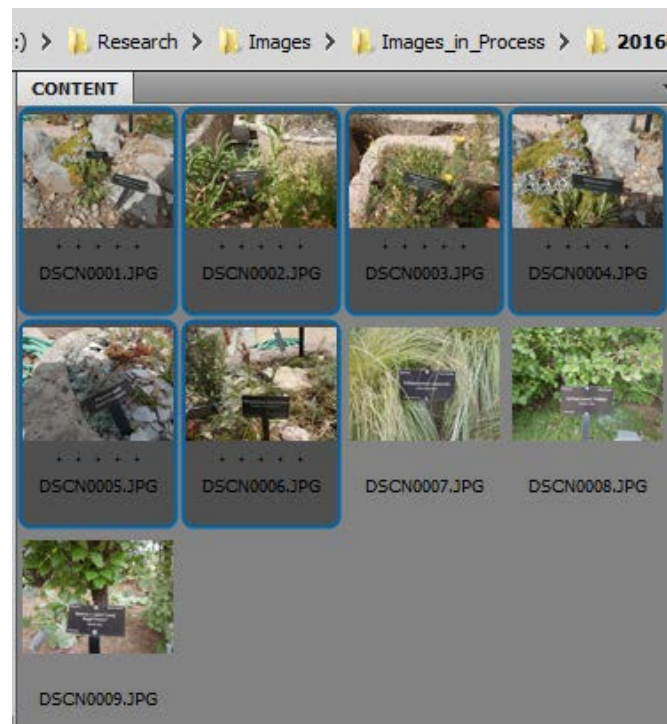 :) > Research > Images > Images_in_Process > 2016
CONTENT
DSCN0001.JPG DSCN0002.JPG DSCN0003.JPG DSCN0004.JPG
DSCN0005.JPG DSCN0006.JPG DSCN0007.JPG DSCN0008.JPG
DSCN0009.JPG